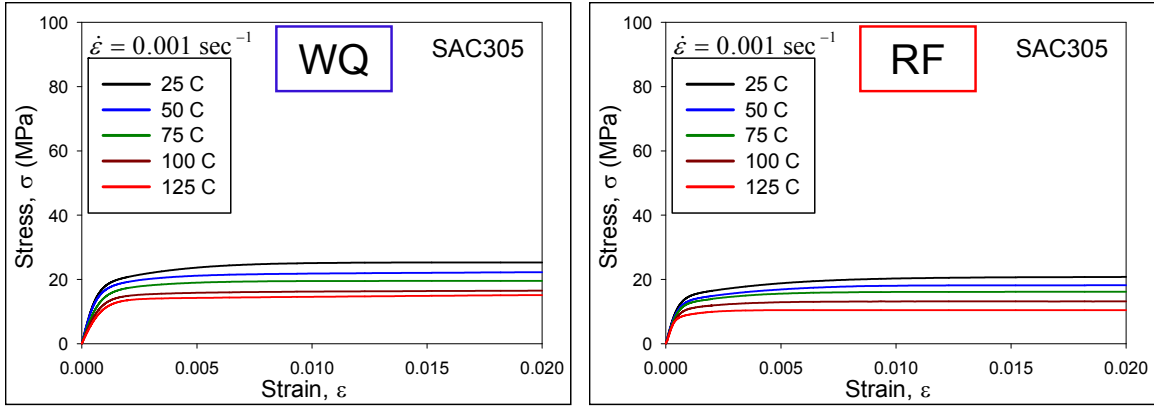 100
80
60
40
20
0
Stress, σ (MPa)
ε̇ = 0.001 sec⁻¹
WQ
SAC305
25 C
50 C
75 C
100 C
125 C
0.000 0.005 0.010 0.015 0.020
Strain, ε
100
80
60
40
20
0
Stress, σ (MPa)
ε̇ = 0.001 sec⁻¹
RF
SAC305
25 C
50 C
75 C
100 C
125 C
0.000 0.005 0.010 0.015 0.020
Strain, ε